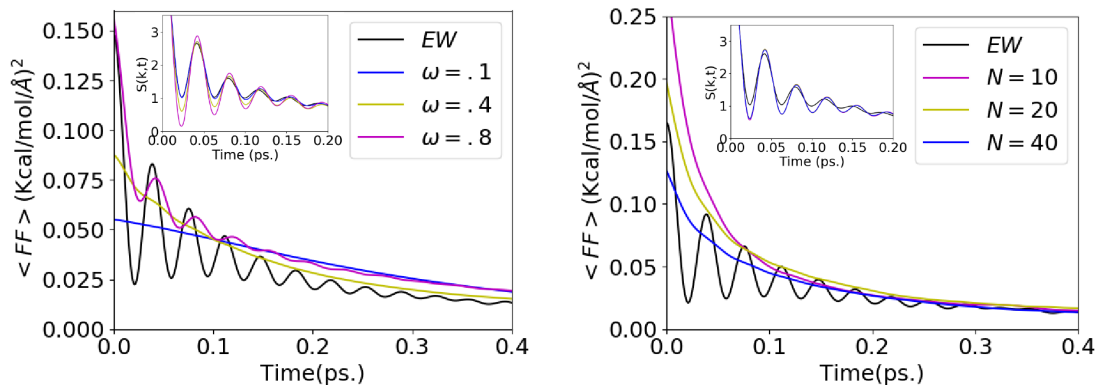 0.150
0.125
0.100
0.075
0.050
0.025
0.000
< FF > (Kcal/mol/Å)²
0.0
0.1
0.2
0.3
0.4
Time(ps.)
EW
ω = .1
ω = .4
ω = .8
3
2
1
0
S(k,t)
0.00
0.05
0.10
0.15
0.20
Time (ps.)
0.25
0.20
0.15
0.10
0.05
0.00
< FF > (Kcal/mol/Å)²
0.0
0.1
0.2
0.3
0.4
Time(ps.)
EW
N = 10
N = 20
N = 40
3
2
1
0
S(k,t)
0.00
0.05
0.10
0.15
0.20
Time (ps.)